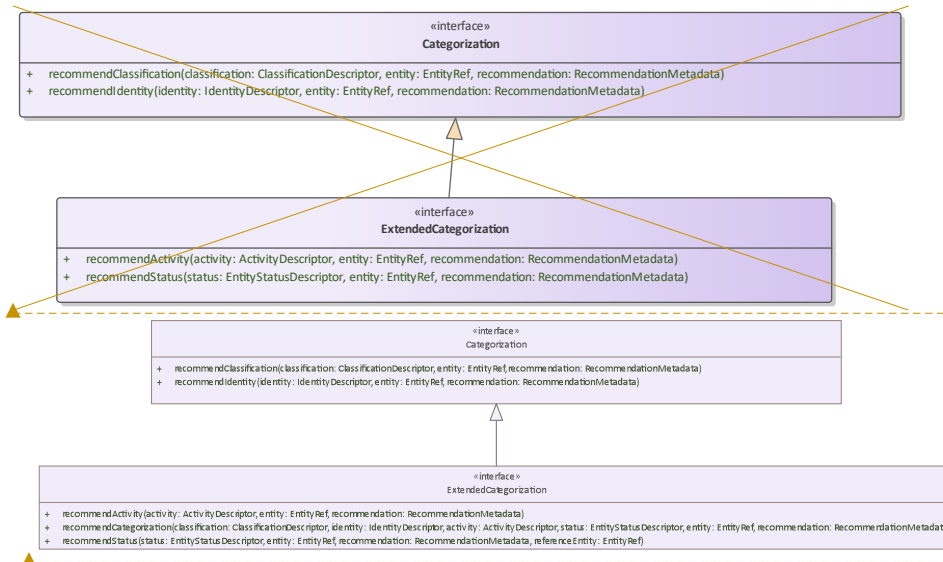 «interface»
Categorization
+ recommendClassification(classification: ClassificationDescriptor, entity: EntityRef, recommendation: RecommendationMetadata)
+ recommendIdentity(identity: IdentityDescriptor, entity: EntityRef, recommendation: RecommendationMetadata)
«interface»
ExtendedCategorization
+ recommendActivity(activity: ActivityDescriptor, entity: EntityRef, recommendation: RecommendationMetadata)
+ recommendStatus(status: EntityStatusDescriptor, entity: EntityRef, recommendation: RecommendationMetadata)
«interface»
Categorization
+ recommendClassification(classification: ClassificationDescriptor, entity: EntityRef, recommendation: RecommendationMetadata)
+ recommendIdentity(identity: IdentityDescriptor, entity: EntityRef, recommendation: RecommendationMetadata)
«interface»
ExtendedCategorization
+ recommendActivity(activity: ActivityDescriptor, entity: EntityRef, recommendation: RecommendationMetadata)
+ recommendCategorization(classification: ClassificationDescriptor, identity: IdentityDescriptor, activity: ActivityDescriptor, status: EntityStatusDescriptor, entity: EntityRef, recommendation: RecommendationMetadat
+ recommendStatus(status: EntityStatusDescriptor, entity: EntityRef, recommendation: RecommendationMetadata, referenceEntity: EntityRef)